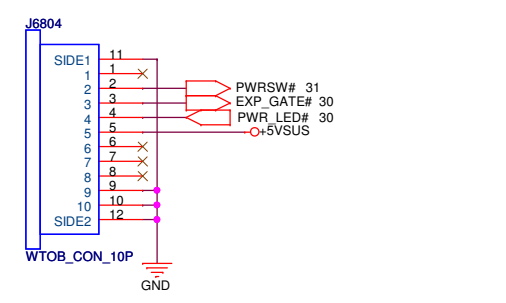 J6804
SIDE1 11
1 1
2 2 PWRSW# 31
3 3 EXP_GATE# 30
4 4 PWR_LED# 30
5 5 +5VSUS
6 6
7 7
8 8
9 9
10 10
SIDE2 12
WTOB_CON_10P
GND